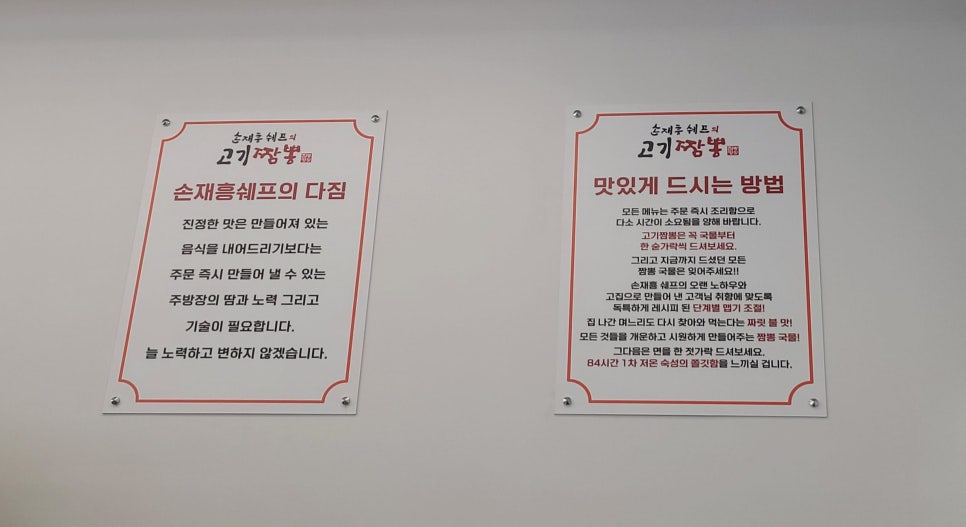 손재흥 쉐프의
고기짬뽕
손재흥쉐프의 다짐
진정한 맛은 만들어져 있는
음식을 내어드리기보다는
주문 즉시 만들어 낼 수 있는
주방장의 땀과 노력 그리고
기술이 필요합니다.
늘 노력하고 변하지 않겠습니다.
손재흥 쉐프의
고기짬뽕
맛있게 드시는 방법
모든 메뉴는 주문 즉시 조리함으로
다소 시간이 소요됨을 양해 바랍니다.
고기짬뽕은 꼭 국물부터
한 숟가락씩 드셔보세요.
그리고 지금까지 드셨던 모든
짬뽕 국물은 잊어주세요!!
손재흥 쉐프의 오랜 노하우와
고집으로 만들어 낸 고객님 취향에 맞도록
독특하게 레시피 된 단계별 맵기 조절!
집 나간 며느리도 다시 찾아와 먹는다는 짜릿 불 맛!
모든 것들을 개운하고 시원하게 만들어주는 짬뽕 국물!
그다음은 면을 한 젓가락 드셔보세요.
84시간 1차 저온 숙성의 쫄깃함을 느끼실 겁니다.